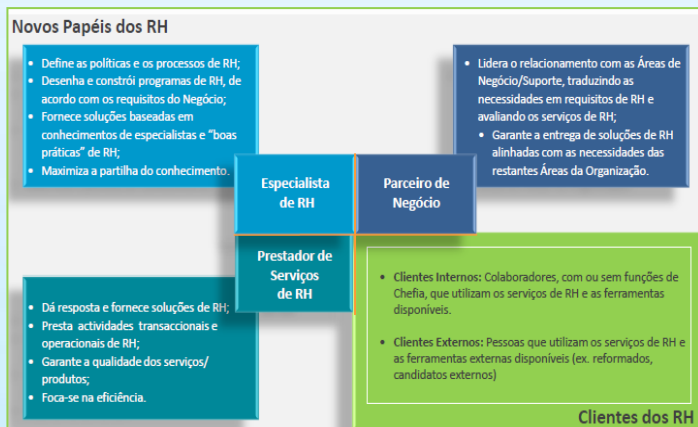 Novos Papéis dos RH
• Define as políticas e os processos de RH;
• Desenha e constrói programas de RH, de
acordo com os requisitos do Negócio;
• Fornece soluções baseadas em
conhecimentos de especialistas e "boas
práticas" de RH;
• Maximiza a partilha do conhecimento.
• Lidera o relacionamento com as Áreas de
Negócio/Suporte, traduzindo as
necessidades em requisitos de RH e
avaliando os serviços de RH;
• Garante a entrega de soluções de RH
alinhadas com as necessidades das
restantes Áreas da Organização.
Especialista
de RH
Parceiro de
Negócio
Prestador de
Serviços
de RH
• Dá resposta e fornece soluções de RH;
• Presta actividades transaccionais e
operacionais de RH;
• Garante a qualidade dos serviços/
produtos;
• Foca-se na eficiência.
• Clientes Internos: Colaboradores, com ou sem funções de
Chefia, que utilizam os serviços de RH e as ferramentas
disponíveis.
• Clientes Externos: Pessoas que utilizam os serviços de RH e
as ferramentas externas disponíveis (ex. reformados,
candidatos externos)
Clientes dos RH